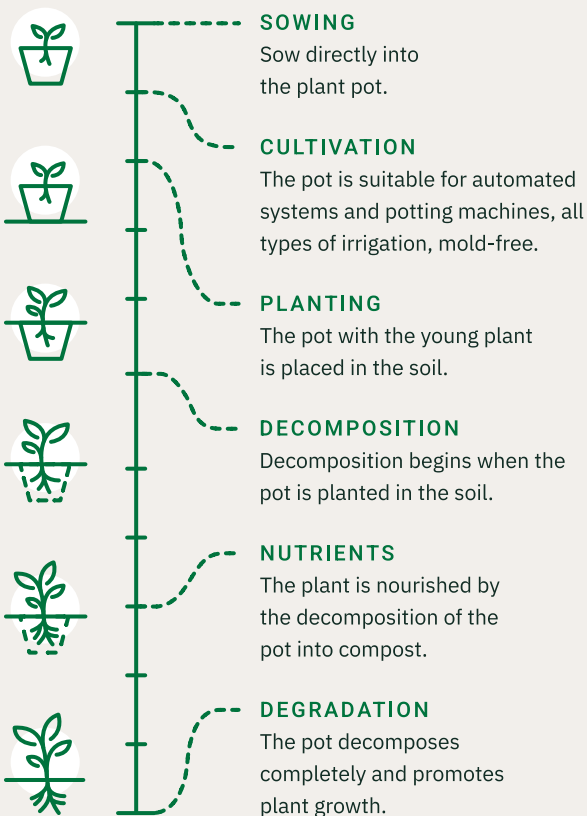 SOWING
Sow directly into
the plant pot.
CULTIVATION
The pot is suitable for automated
systems and potting machines, all
types of irrigation, mold-free.
PLANTING
The pot with the young plant
is placed in the soil.
DECOMPOSITION
Decomposition begins when the
pot is planted in the soil.
NUTRIENTS
The plant is nourished by
the decomposition of the
pot into compost.
DEGRADATION
The pot decomposes
completely and promotes
plant growth.